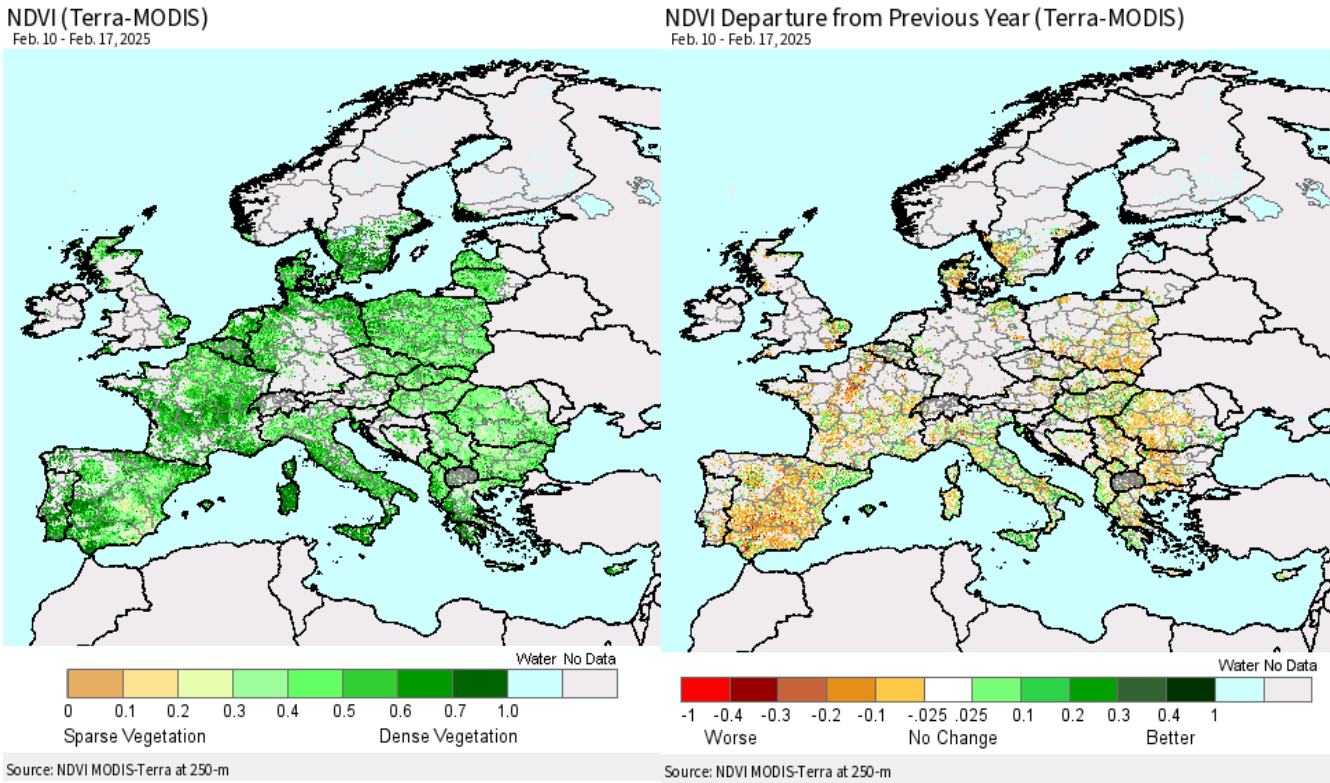 NDVI (Terra-MODIS)
Feb. 10 - Feb. 17, 2025
Water No Data
0 0.1 0.2 0.3 0.4 0.5 0.6 0.7 1.0
Sparse Vegetation Dense Vegetation
Source: NDVI MODIS-Terra at 250-m
NDVI Departure from Previous Year (Terra-MODIS)
Feb. 10 - Feb. 17, 2025
Water No Data
-1 -0.4 -0.3 -0.2 -0.1 -.025 .025 0.1 0.2 0.3 0.4 1
Worse No Change Better
Source: NDVI MODIS-Terra at 250-m